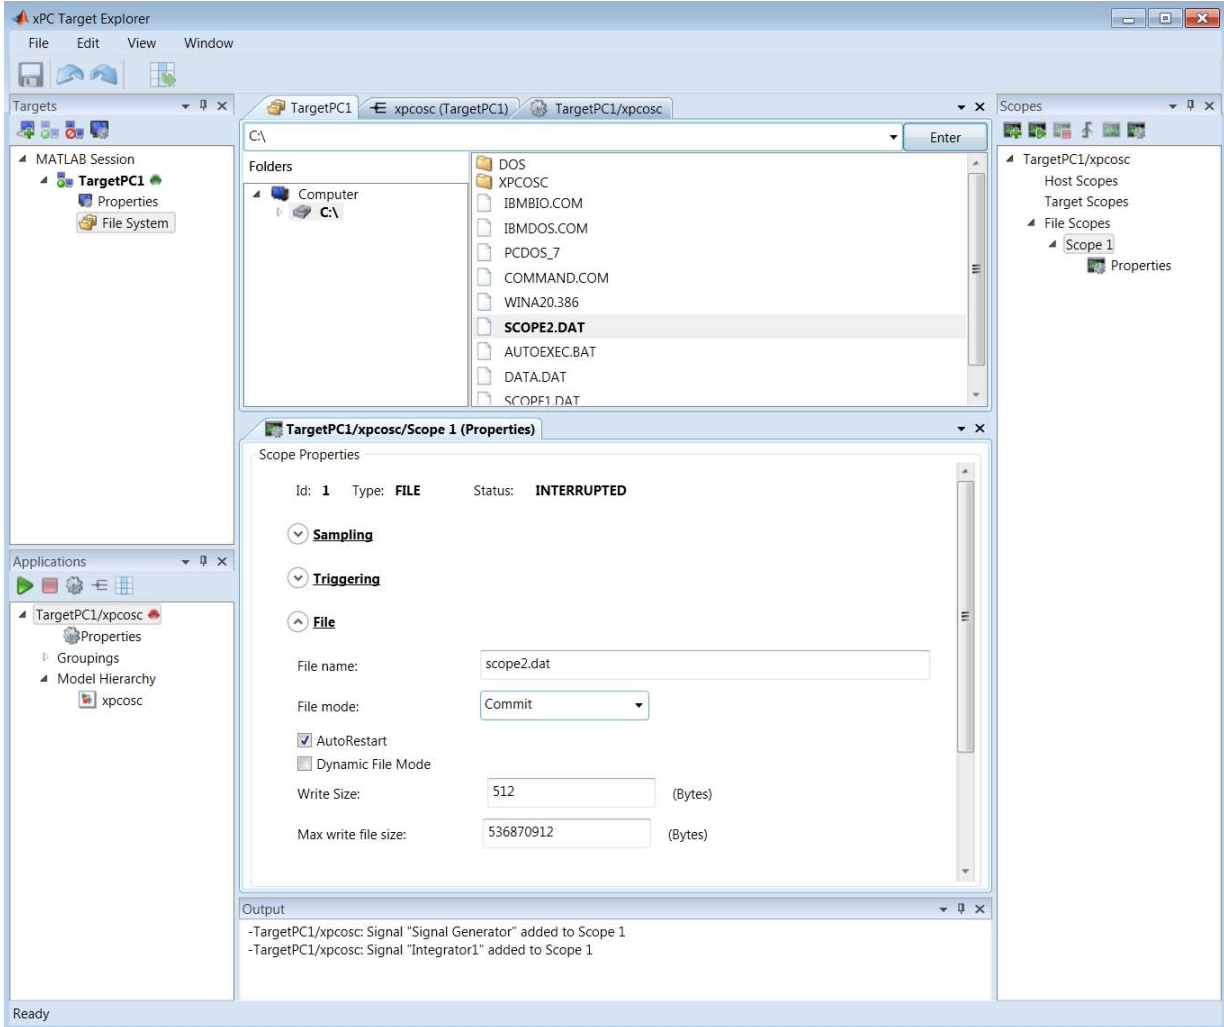 xPC Target Explorer
File Edit View Window
Targets
MATLAB Session
TargetPC1
Properties
File System
Applications
TargetPC1/xpcosc
Properties
Groupings
Model Hierarchy
xpcosc
TargetPC1 xpcosc (TargetPC1) TargetPC1/xpcosc
C:\ Enter
Folders
Computer
C:\
DOS
XPCOSC
IBMBIO.COM
IBMDOS.COM
PCDOS_7
COMMAND.COM
WINA20.386
SCOPE2.DAT
AUTOEXEC.BAT
DATA.DAT
SCOPE1.DAT
TargetPC1/xpcosc/Scope 1 (Properties)
Scope Properties
Id: 1 Type: FILE Status: INTERRUPTED
Sampling
Triggering
File
File name: scope2.dat
File mode: Commit
AutoRestart
Dynamic File Mode
Write Size: 512 (Bytes)
Max write file size: 536870912 (Bytes)
Output
-TargetPC1/xpcosc: Signal "Signal Generator" added to Scope 1
-TargetPC1/xpcosc: Signal "Integrator1" added to Scope 1
Scopes
TargetPC1/xpcosc
Host Scopes
Target Scopes
File Scopes
Scope 1
Properties
Ready